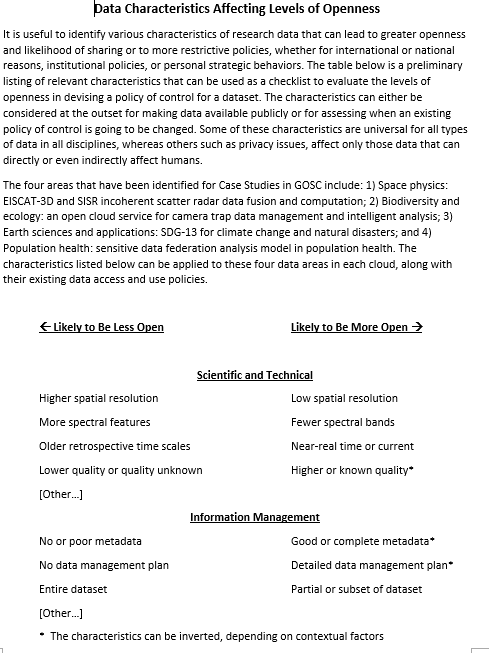 Data Characteristics Affecting Levels of Openness
It is useful to identify various characteristics of research data that can lead to greater openness
and likelihood of sharing or to more restrictive policies, whether for international or national
reasons, institutional policies, or personal strategic behaviors. The table below is a preliminary
listing of relevant characteristics that can be used as a checklist to evaluate the levels of
openness in devising a policy of control for a dataset. The characteristics can either be
considered at the outset for making data available publicly or for assessing when an existing
policy of control is going to be changed. Some of these characteristics are universal for all types
of data in all disciplines, whereas others such as privacy issues, affect only those data that can
directly or even indirectly affect humans.
The four areas that have been identified for Case Studies in GOSC include: 1) Space physics:
EISCAT-3D and SISR incoherent scatter radar data fusion and computation; 2) Biodiversity and
ecology: an open cloud service for camera trap data management and intelligent analysis; 3)
Earth sciences and applications: SDG-13 for climate change and natural disasters; and 4)
Population health: sensitive data federation analysis model in population health. The
characteristics listed below can be applied to these four data areas in each cloud, along with
their existing data access and use policies.
← Likely to Be Less Open Likely to Be More Open →
Scientific and Technical
Higher spatial resolution Low spatial resolution
More spectral features Fewer spectral bands
Older retrospective time scales Near-real time or current
Lower quality or quality unknown Higher or known quality*
[Other...]
Information Management
No or poor metadata Good or complete metadata*
No data management plan Detailed data management plan*
Entire dataset Partial or subset of dataset
[Other...]
* The characteristics can be inverted, depending on contextual factors